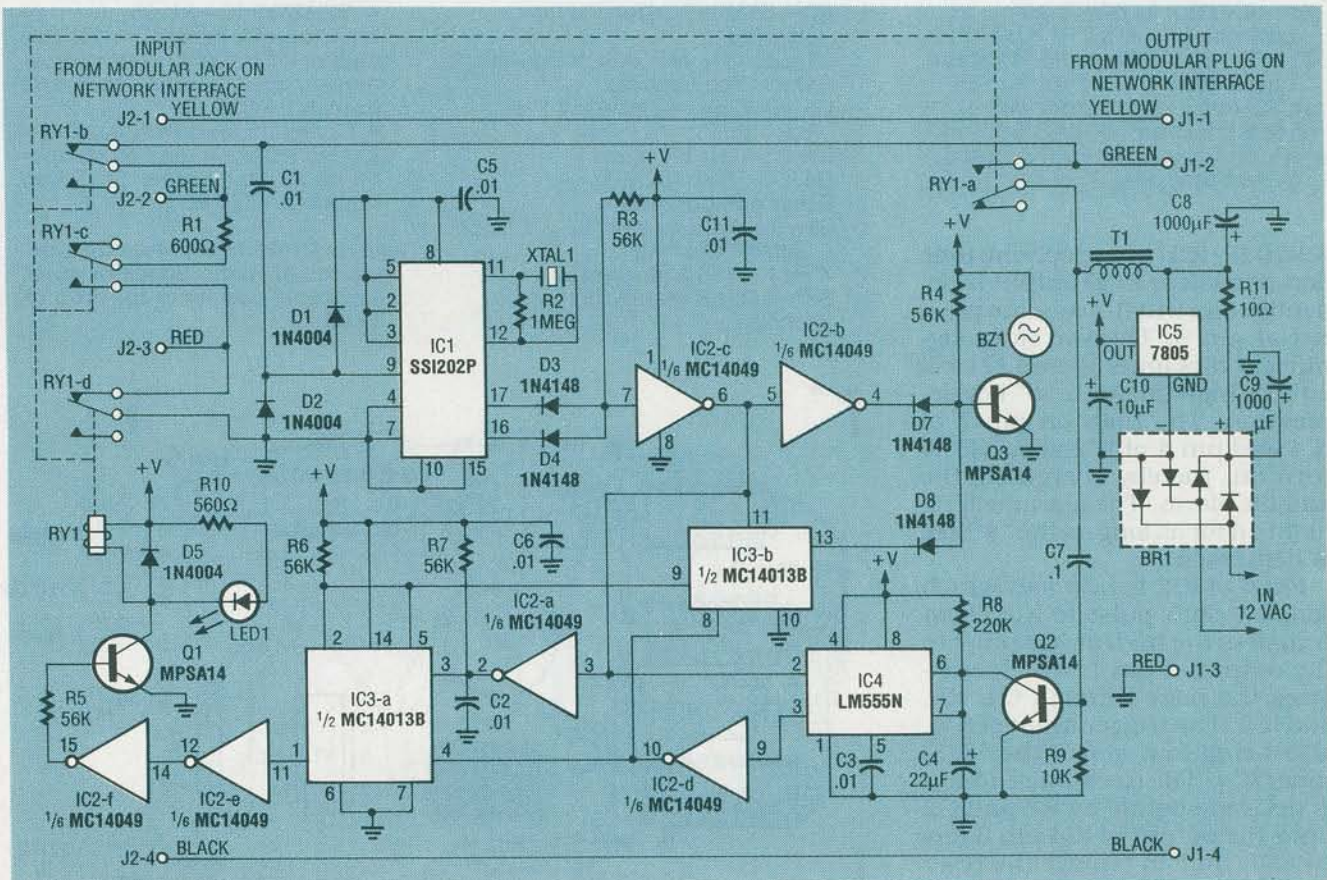 INPUT
FROM MODULAR JACK ON
NETWORK INTERFACE
YELLOW
J2-1
OUTPUT
FROM MODULAR PLUG ON
NETWORK INTERFACE
YELLOW
J1-1
RY1-b
GREEN
J1-2
C1
.01
C5
.01
+V
RY1-a
C8
1000µF
+
J2-2
GREEN
R1
600Ω
R3
56K
C11
.01
+V
T1
RY1-c
8
5
2
3
11
XTAL1
R2
1MEG
12
R4
56K
BZ1
+V
IC5
7805
OUT
GND
R11
10Ω
D1
1N4004
IC1
SSI202P
IC2-c
1/6 MC14049
1
7
6
8
IC2-b
1/6 MC14049
5
4
J2-3
RED
9
4
7
17
16
10
15
D3
1N4148
D4
1N4148
D2
1N4004
D7
1N4148
Q3
MPSA14
+
C10
10µF
C9
1000
µF
+
-
+
RY1-d
+V
R10
560Ω
+V
D8
1N4148
BR1
11
IC3-b
1/2 MC14013B
13
9
8
10
RY1
D5
1N4004
R6
56K
R7
56K
C6
.01
+V
C7
.1
IN
12 VAC
LED1
IC2-a
1/6 MC14049
R8
220K
Q2
MPSA14
Q1
MPSA14
2
14
5
3
2
3
4
8
2
6
IC4
LM555N
3
7
1
5
RED
J1-3
R5
56K
IC3-a
1/2 MC14013B
C2
.01
C3
.01
C4
22µF
+
R9
10K
15
14
12
11
1
4
6
7
10
9
IC2-f
1/6 MC14049
IC2-e
1/6 MC14049
IC2-d
1/6 MC14049
J2-4
BLACK
BLACK
J1-4